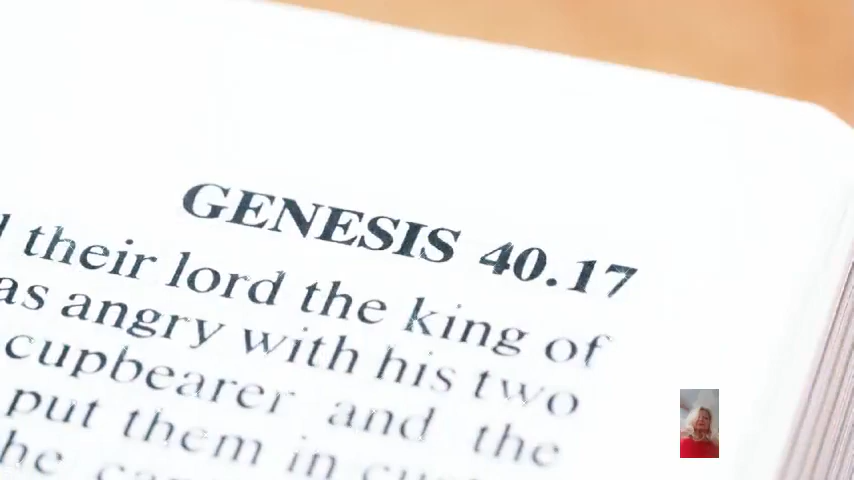 GENESIS 40.17
their lord the king of
as angry with his two
cupbearer and the
put them in
he